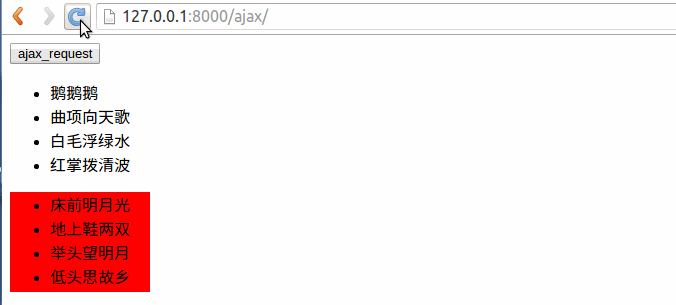 127.0.0.1:8000/ajax/
ajax_request
鹅鹅鹅
曲项向天歌
白毛浮绿水
红掌拨清波
床前明月光
地上鞋两双
举头望明月
低头思故乡